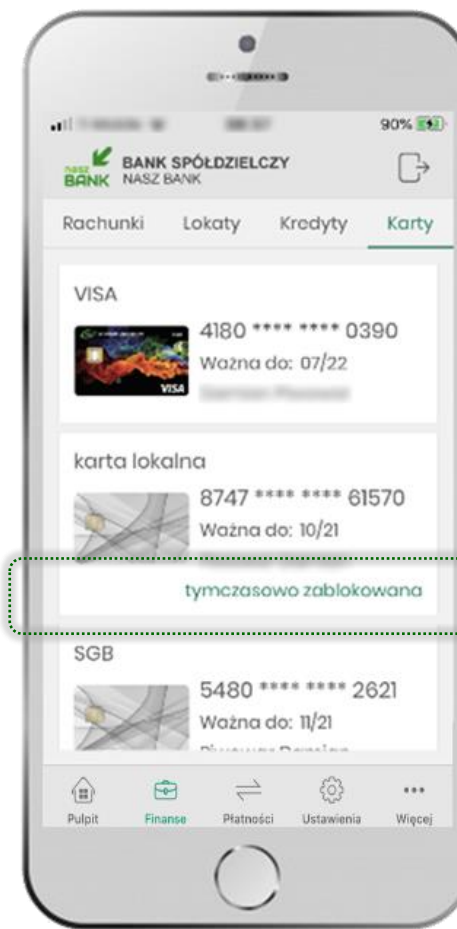 90%
nasz BANK
BANK SPÓŁDZIELCZY
NASZ BANK
Rachunki Lokaty Kredyty Karty
VISA
4180 **** **** 0390
Ważna do: 07/22
VISA
karta lokalna
8747 **** **** 61570
Ważna do: 10/21
tymczasowo zablokowana
SGB
5480 **** **** 2621
Ważna do: 11/21
Pulpit Finanse Płatności Ustawienia Więcej